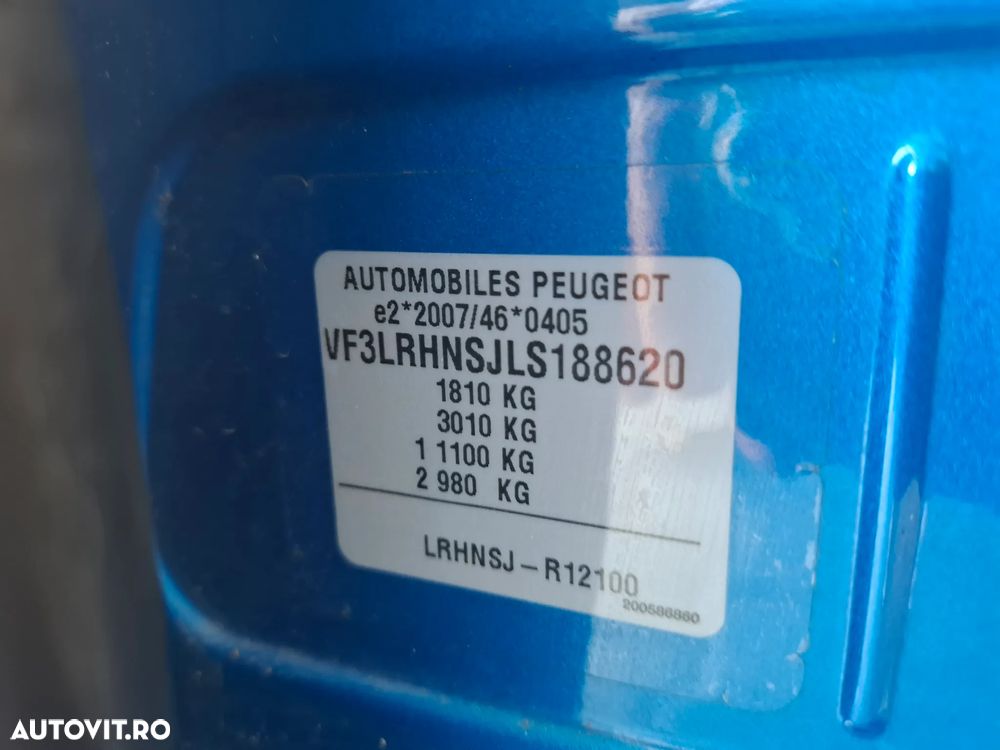 AUTOMOBILES PEUGEOT
e2*2007/46*0405
VF3LRHNSJLS188620
1810 KG
3010 KG
1 1100 KG
2 980 KG
LRHNSJ-R12100
200586860
AUTOVIT.RO